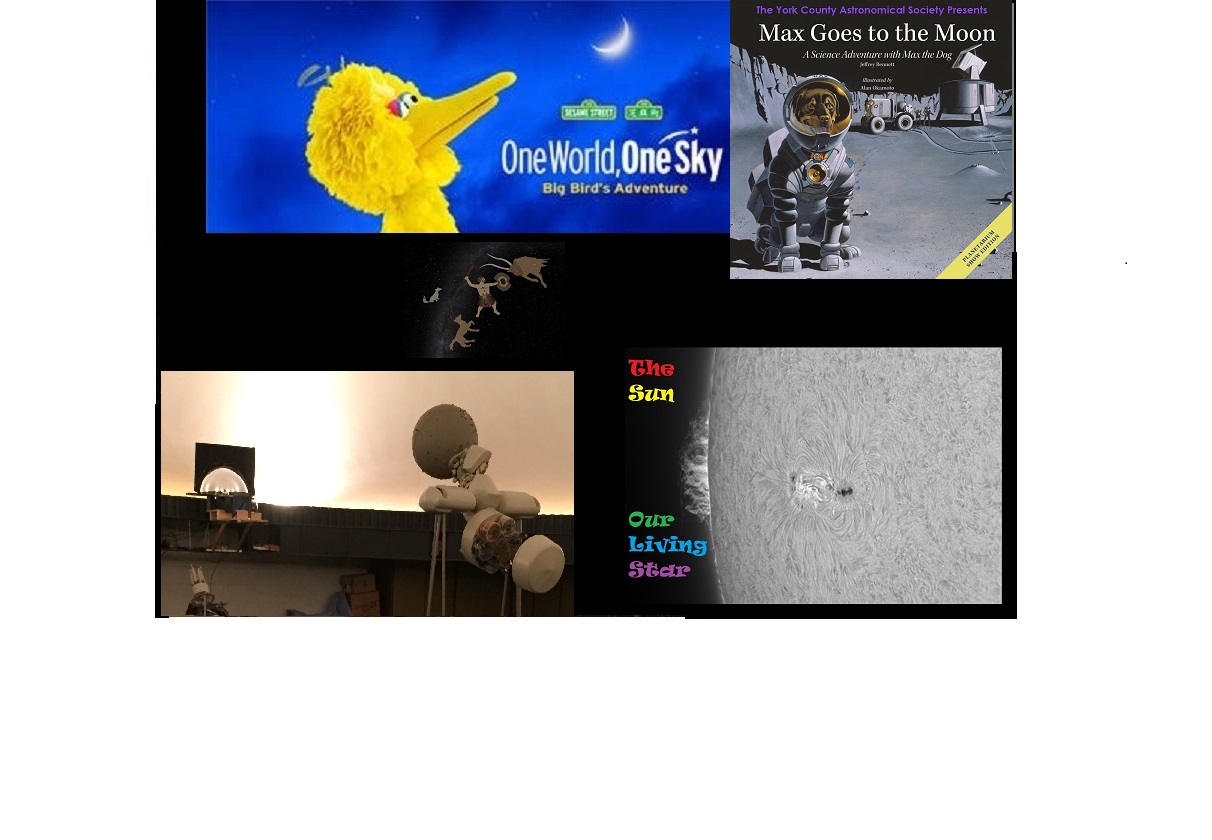 SESAME STREET
OneWorld, One Sky
Big Bird's Adventure
The York County Astronomical Society Presents
Max Goes to the Moon
A Science Adventure with Max the Dog
Jeffrey Bennett
Illustrated by
Alan Okamoto
PLANETARIUM
SHOW EDITION
The
Sun
Our
Living
Star